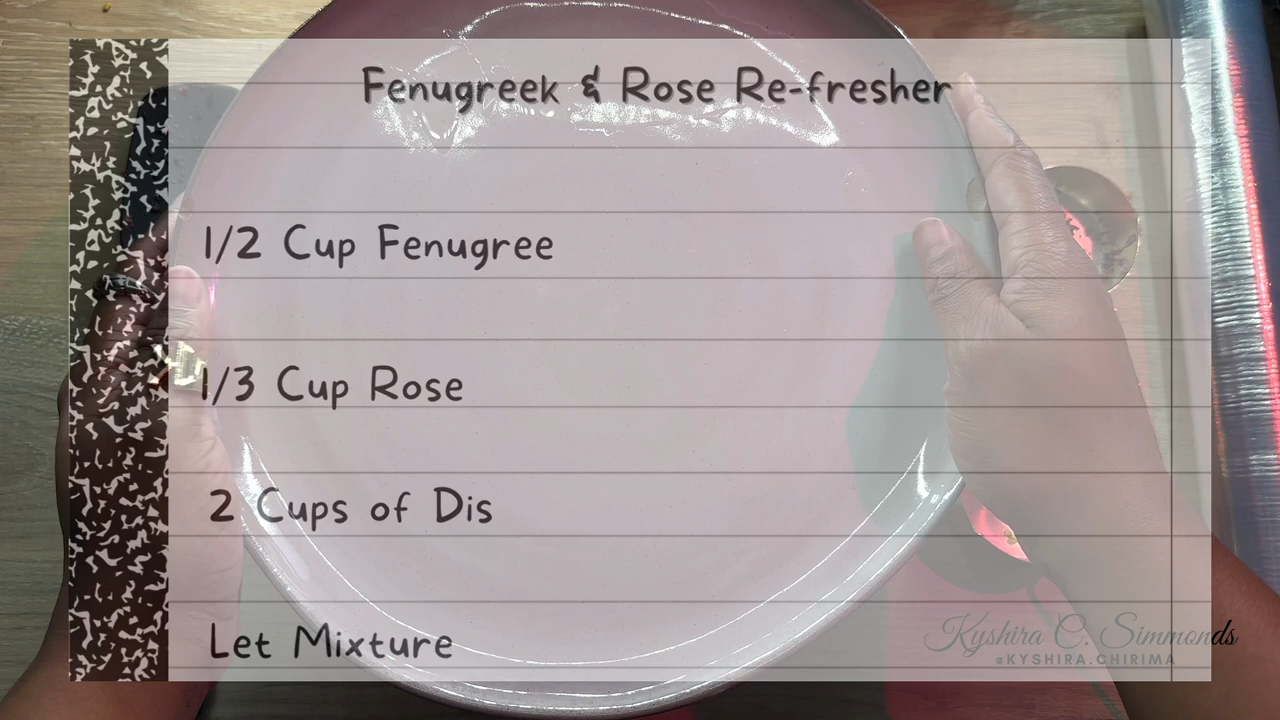 Fenugreek & Rose Re-fresher
1/2 Cup Fenugree
1/3 Cup Rose
2 Cups of Dis
Let Mixture
Kyshira C. Simmonds
@KYSHIRA.CHIRIMA